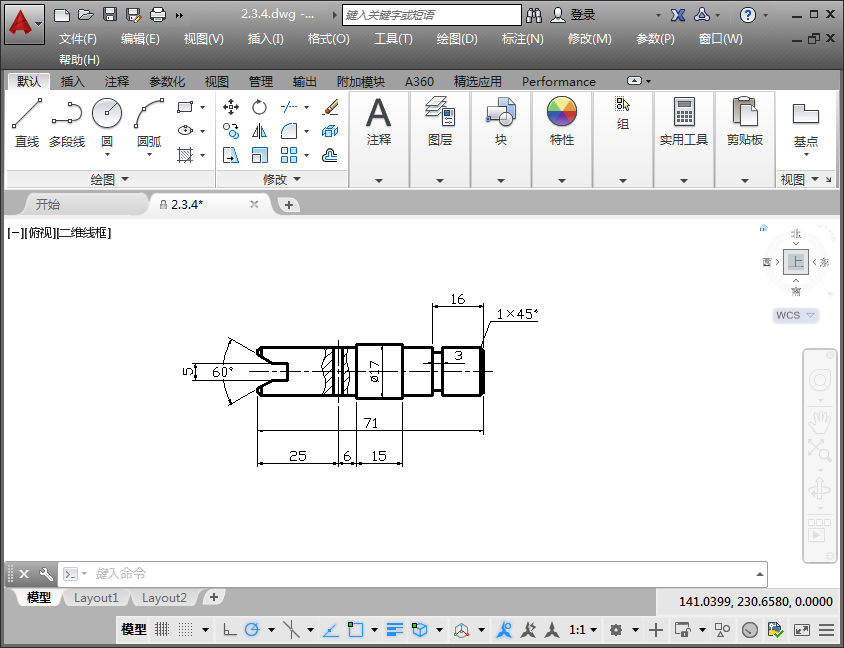 2.3.4.dwg -...
键入关键字或短语
登录
文件(F) 编辑(E) 视图(V) 插入(I) 格式(O) 工具(T) 绘图(D) 标注(N) 修改(M) 参数(P) 窗口(W)
帮助(H)
默认 插入 注释 参数化 视图 管理 输出 附加模块 A360 精选应用 Performance
直线 多段线 圆 圆弧
注释 图层 块 特性 组 实用工具 剪贴板 基点
绘图 修改 视图
开始 2.3.4*
[−][俯视][二维线框]
北
西 上 东
南
WCS
16
1×45°
3
5
60°
ø17
71
25 6 15
键入命令
模型 Layout1 Layout2
141.0399, 230.6580, 0.0000
模型 1:1